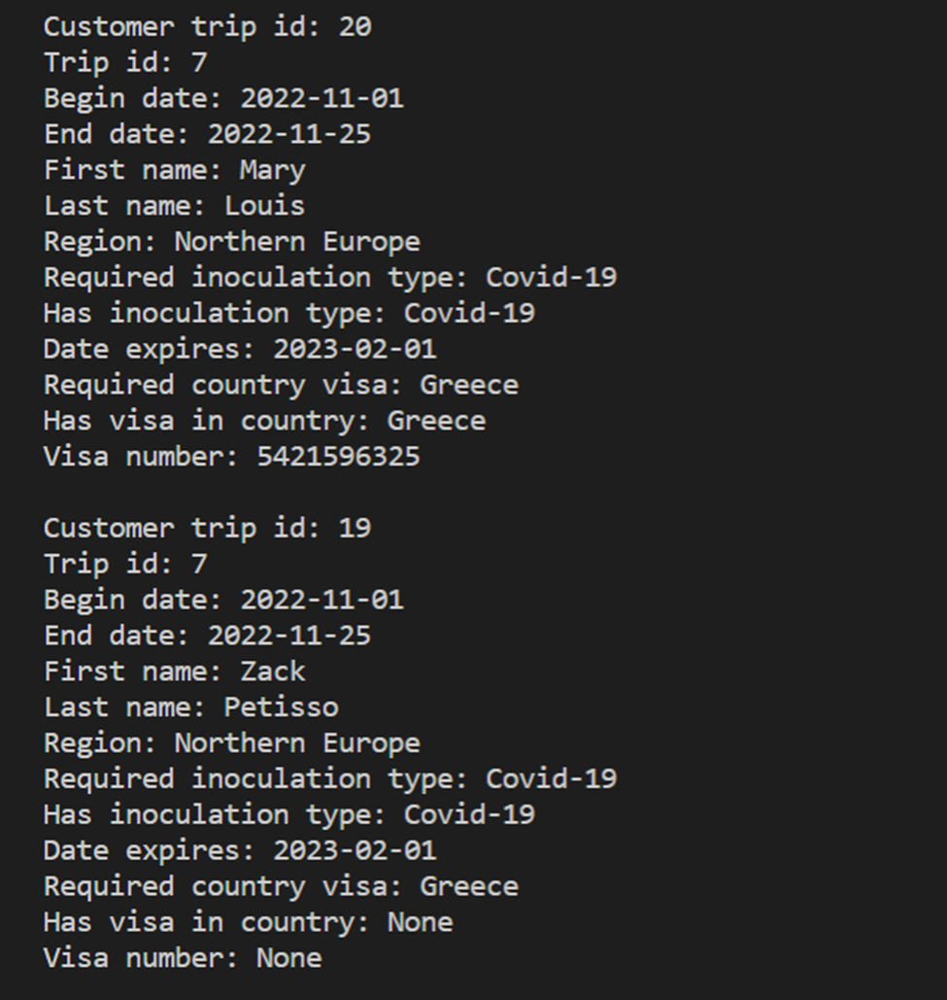 Customer trip id: 20
Trip id: 7
Begin date: 2022-11-01
End date: 2022-11-25
First name: Mary
Last name: Louis
Region: Northern Europe
Required inoculation type: Covid-19
Has inoculation type: Covid-19
Date expires: 2023-02-01
Required country visa: Greece
Has visa in country: Greece
Visa number: 5421596325

Customer trip id: 19
Trip id: 7
Begin date: 2022-11-01
End date: 2022-11-25
First name: Zack
Last name: Petisso
Region: Northern Europe
Required inoculation type: Covid-19
Has inoculation type: Covid-19
Date expires: 2023-02-01
Required country visa: Greece
Has visa in country: None
Visa number: None